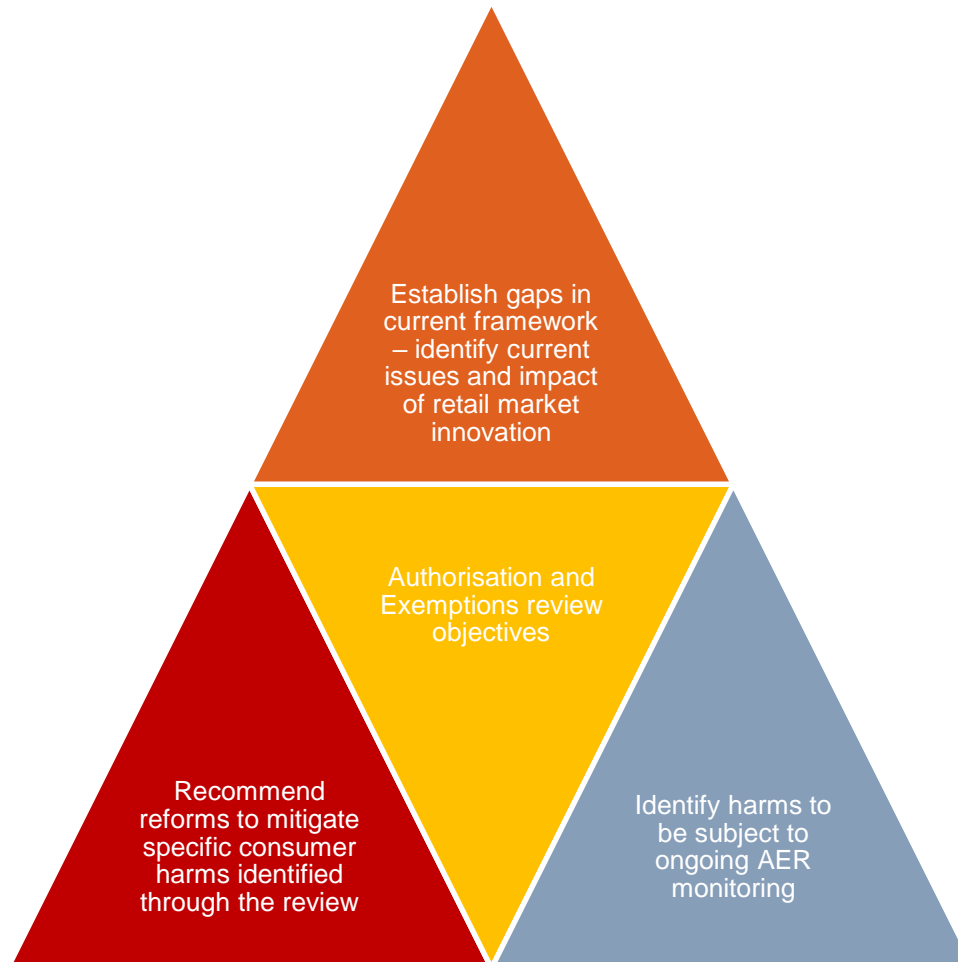 Establish gaps in
current framework
– identify current
issues and impact
of retail market
innovation
Authorisation and
Exemptions review
objectives
Recommend
reforms to mitigate
specific consumer
harms identified
through the review
Identify harms to
be subject to
ongoing AER
monitoring